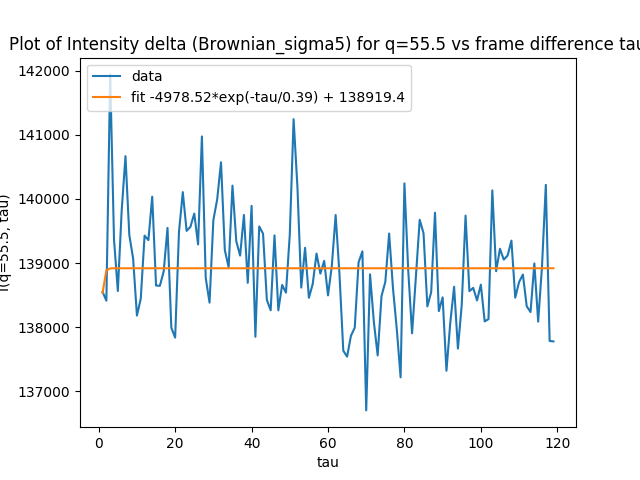 Plot of Intensity delta (Brownian_sigma5) for q=55.5 vs frame difference tau
142000
141000
140000
139000
138000
137000
I(q=55.5, tau)
data
fit -4978.52*exp(-tau/0.39) + 138919.4
0 20 40 60 80 100 120
tau